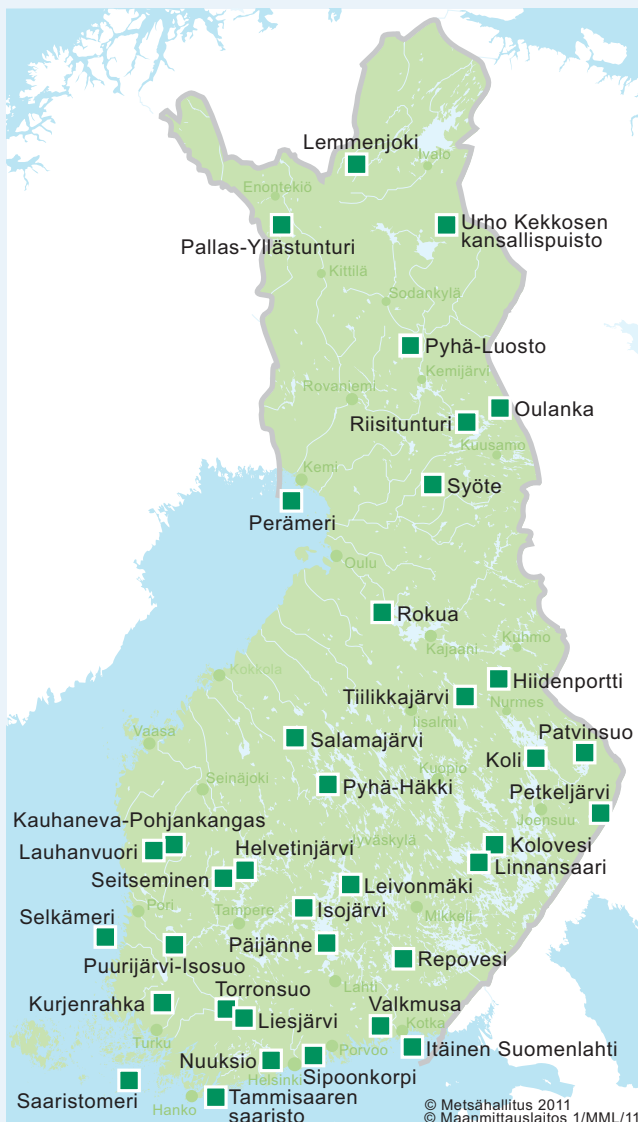 Lemmenjoki
Ivalo
Enontekiö
Urho Kekkosen
kansallispuisto
Pallas-Yllästunturi
Kittilä
Sodankylä
Pyhä-Luosto
Kemijärvi
Rovaniemi
Oulanka
Riisitunturi
Kuusamo
Kemi
Syöte
Perämeri
Oulu
Rokua
Kajaani
Kuhmo
Kokkola
Hiidenportti
Tiilikkajärvi
Nurmes
Iisalmi
Patvinsuo
Vaasa
Salamajärvi
Koli
Kuopio
Seinäjoki
Pyhä-Häkki
Petkeljärvi
Joensuu
Kauhaneva-Pohjankangas
Jyväskylä
Kolovesi
Lauhanvuori
Helvetinjärvi
Linnansaari
Seitseminen
Leivonmäki
Isojärvi
Mikkeli
Pori
Selkämeri
Tampere
Päijänne
Puurijärvi-Isosuo
Repovesi
Lahti
Torronsuo
Kurjenrahka
Valkmusa
Liesjärvi
Kotka
Turku
Itäinen Suomenlahti
Porvoo
Nuuksio
Helsinki
Sipoonkorpi
Saaristomeri
Hanko
Tammisaaren
saaristo
© Metsähallitus 2011
© Maanmittauslaitos 1/MML/11